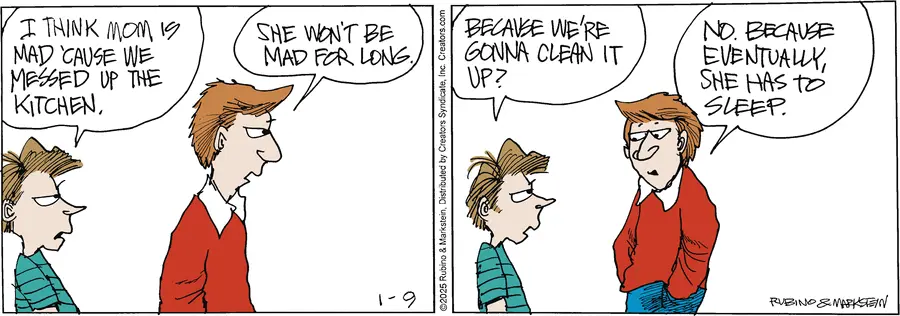 I THINK MOM IS
MAD 'CAUSE WE
MESSED UP THE
KITCHEN.
SHE WON'T BE
MAD FOR LONG.
1-9
©2025 Rubino & Markstein. Distributed by Creators Syndicate, Inc. Creators.com
BECAUSE WE'RE
GONNA CLEAN IT
UP?
NO. BECAUSE
EVENTUALLY,
SHE HAS TO
SLEEP.
RUBINO & MARKSTEIN